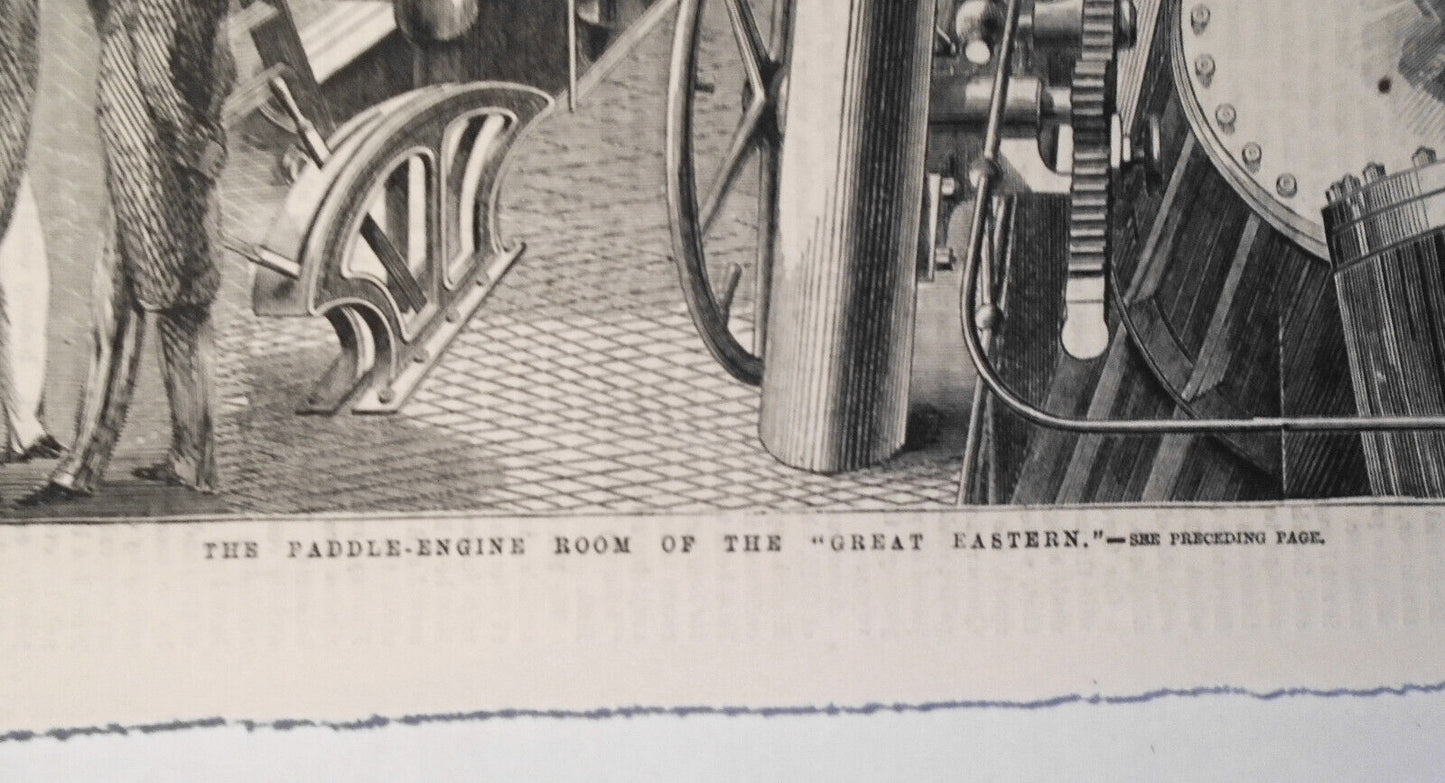 THE PADDLE-ENGINE ROOM OF THE "GREAT EASTERN."—SEE PRECEDING PAGE.